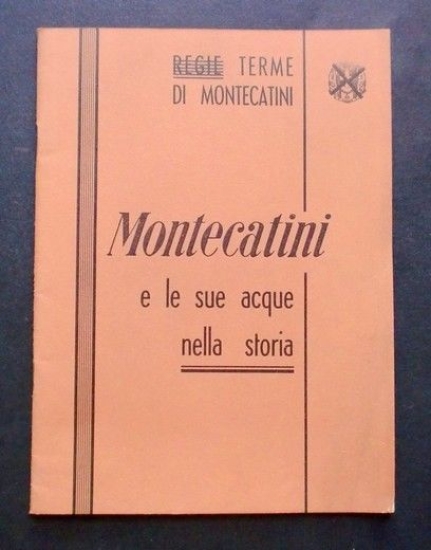 REGIE TERME
DI MONTECATINI
Montecatini
e le sue acque
nella storia